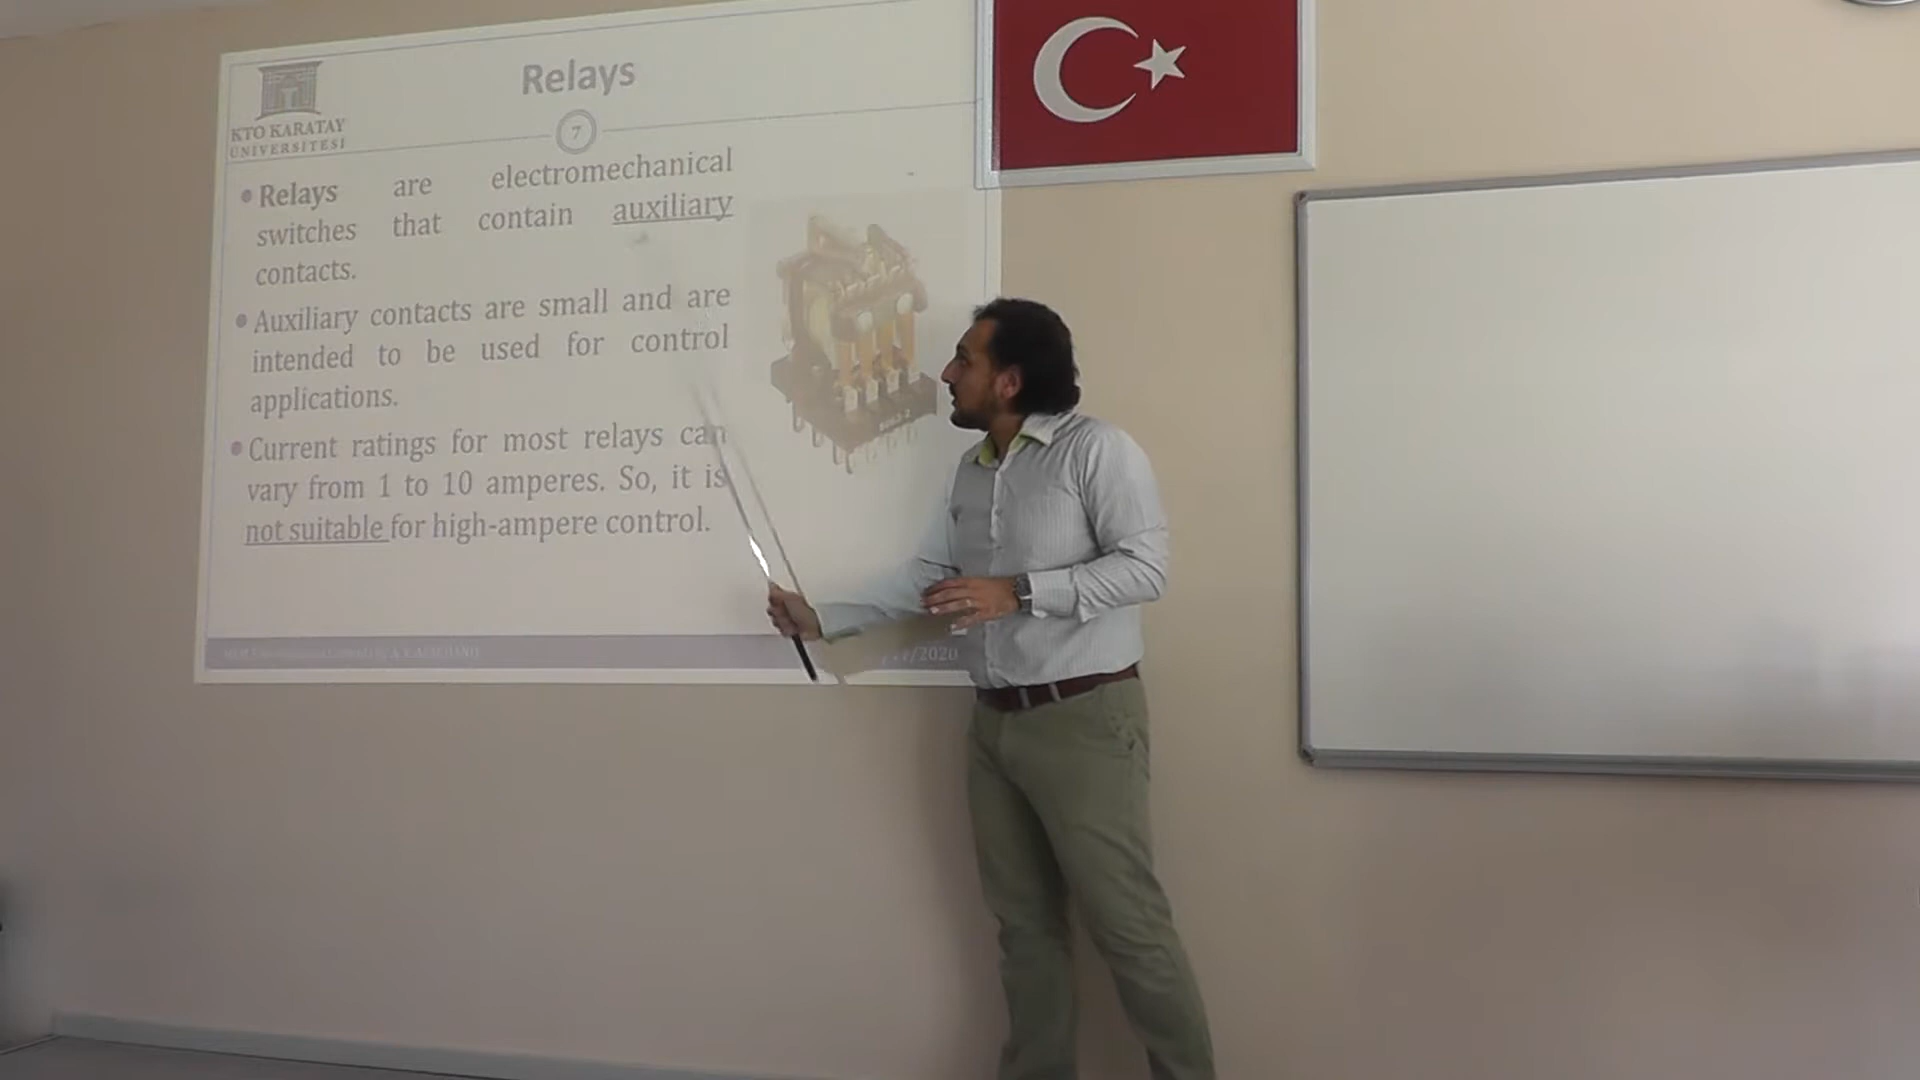 Relays
KTO KARATAY
ÜNİVERSİTESİ
7
• Relays are electromechanical
switches that contain auxiliary
contacts.
• Auxiliary contacts are small and are
intended to be used for control
applications.
• Current ratings for most relays can
vary from 1 to 10 amperes. So, it is
not suitable for high-ampere control.
/2020